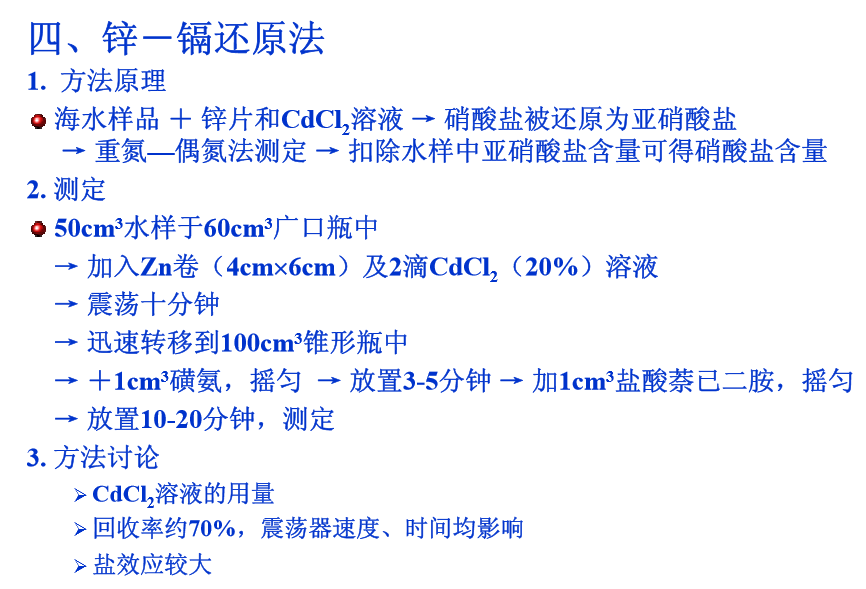 四、锌－镉还原法
1. 方法原理
海水样品 ＋ 锌片和CdCl₂溶液 → 硝酸盐被还原为亚硝酸盐
→ 重氮—偶氮法测定 → 扣除水样中亚硝酸盐含量可得硝酸盐含量
2. 测定
50cm³水样于60cm³广口瓶中
→ 加入Zn卷（4cm×6cm）及2滴CdCl₂（20%）溶液
→ 震荡十分钟
→ 迅速转移到100cm³锥形瓶中
→ ＋1cm³磺氨，摇匀 → 放置3-5分钟 → 加1cm³盐酸萘已二胺，摇匀
→ 放置10-20分钟，测定
3. 方法讨论
➢ CdCl₂溶液的用量
➢ 回收率约70%，震荡器速度、时间均影响
➢ 盐效应较大